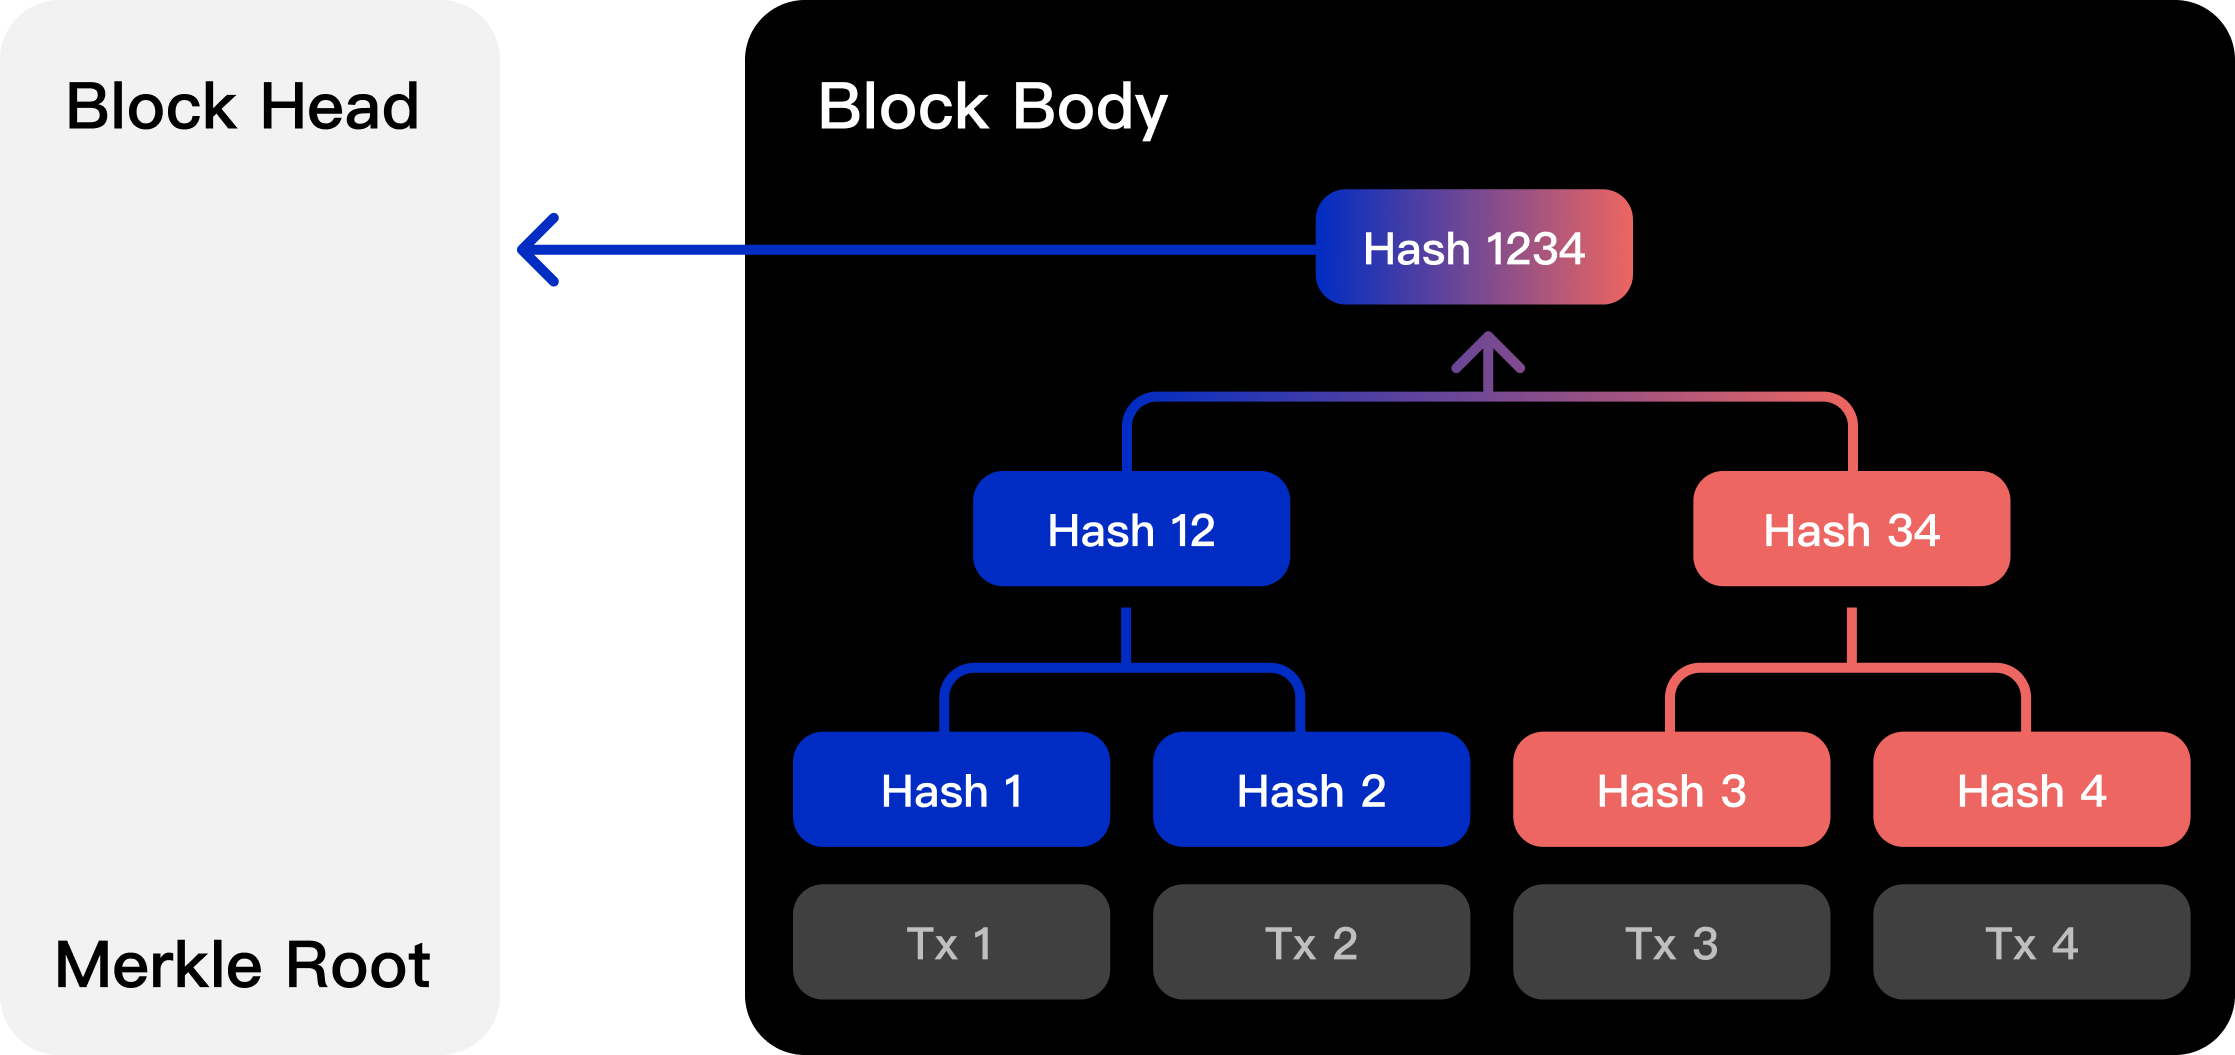 Block Head
Merkle Root
Block Body
Hash 1234
Hash 12
Hash 34
Hash 1
Hash 2
Hash 3
Hash 4
Tx 1
Tx 2
Tx 3
Tx 4